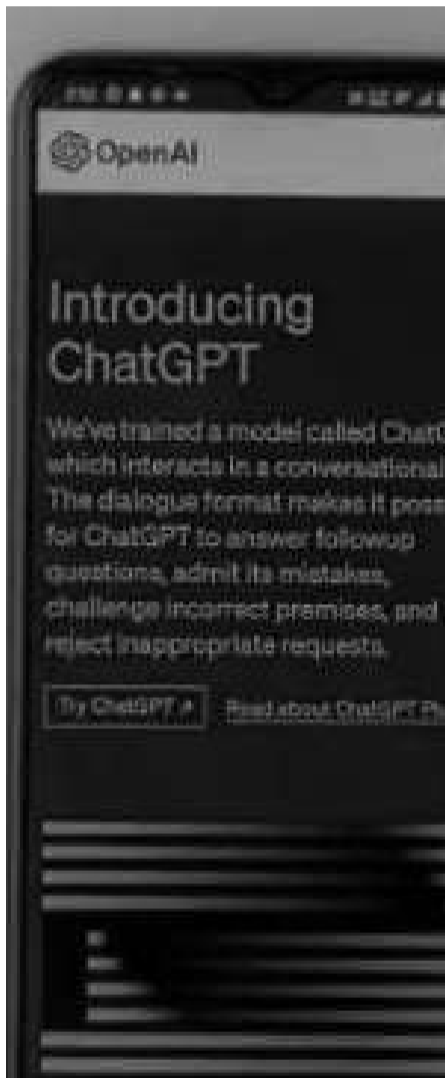 OpenAI
Introducing
ChatGPT
We've trained a model called
which interacts in a conversational
The dialogue format makes it
for ChatGPT to answer followup
questions, admit its mistakes,
challenge incorrect premises, and
reject inappropriate requests.
Try ChatGPT ↗ Read about ChatGPT